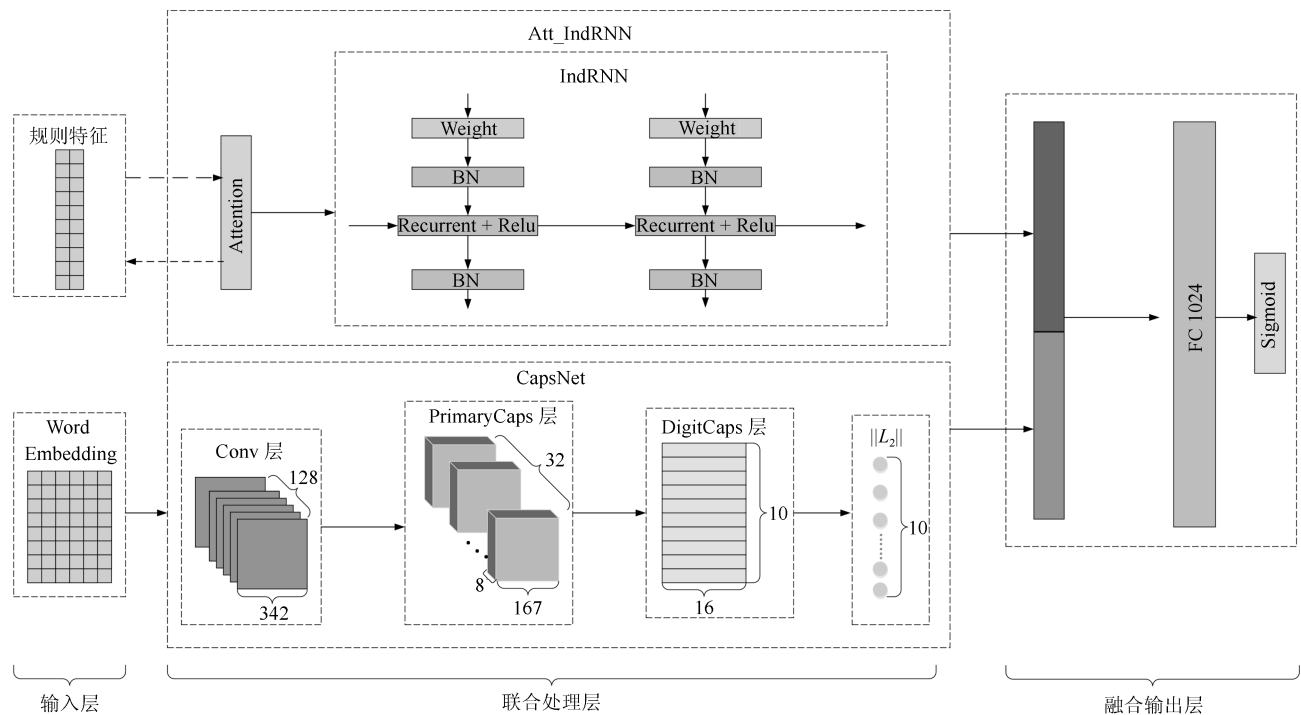 Att_IndRNN
IndRNN
规则特征
Attention
Weight
BN
Recurrent + Relu
BN
Weight
BN
Recurrent + Relu
BN
FC 1024
Sigmoid
CapsNet
Word
Embedding
Conv 层
128
342
PrimaryCaps 层
32
8
167
DigitCaps 层
10
16
||L₂||
10
输入层
联合处理层
融合输出层